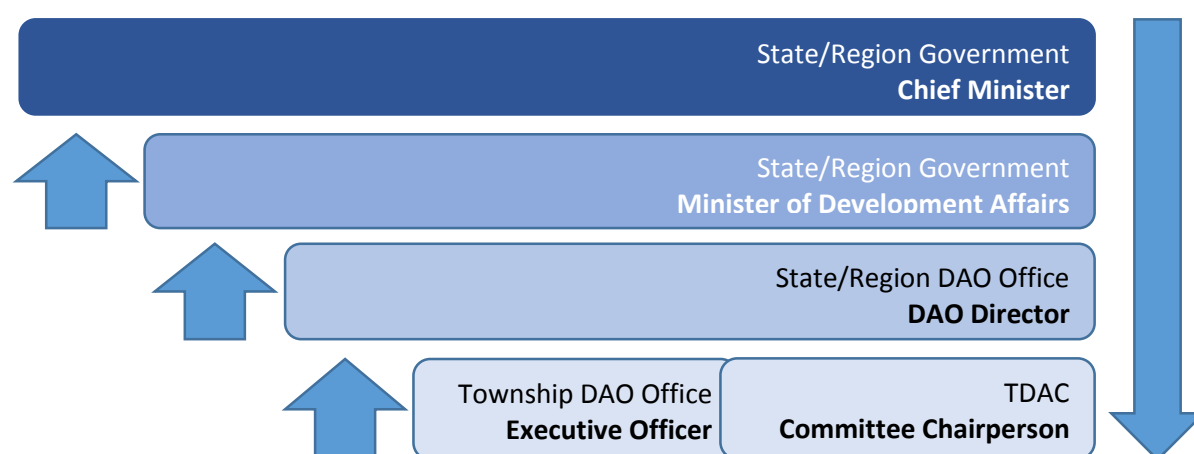 State/Region Government
Chief Minister
State/Region Government
Minister of Development Affairs
State/Region DAO Office
DAO Director
Township DAO Office
Executive Officer
TDAC
Committee Chairperson